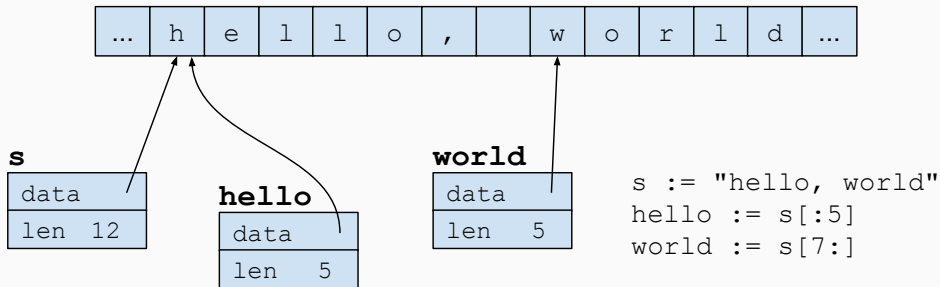 ... h e l l o , w o r l d ...
s
data
len 12
hello
data
len 5
world
data
len 5
s := "hello, world"
hello := s[:5]
world := s[7:]